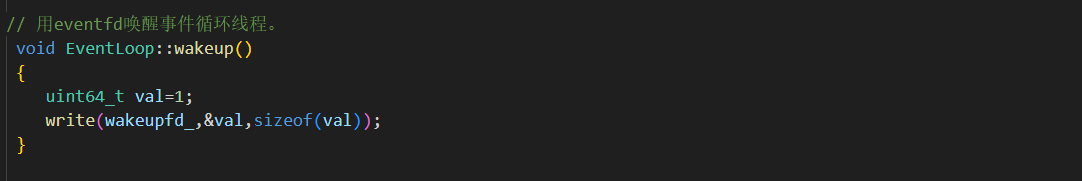 // 用eventfd唤醒事件循环线程。
void EventLoop::wakeup()
{
uint64_t val=1;
write(wakeupfd_,&val,sizeof(val));
}